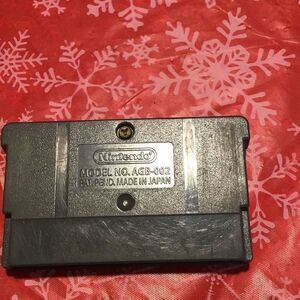 Nintendo
MODEL NO. AGB-002
PAT.PEND. MADE IN JAPAN